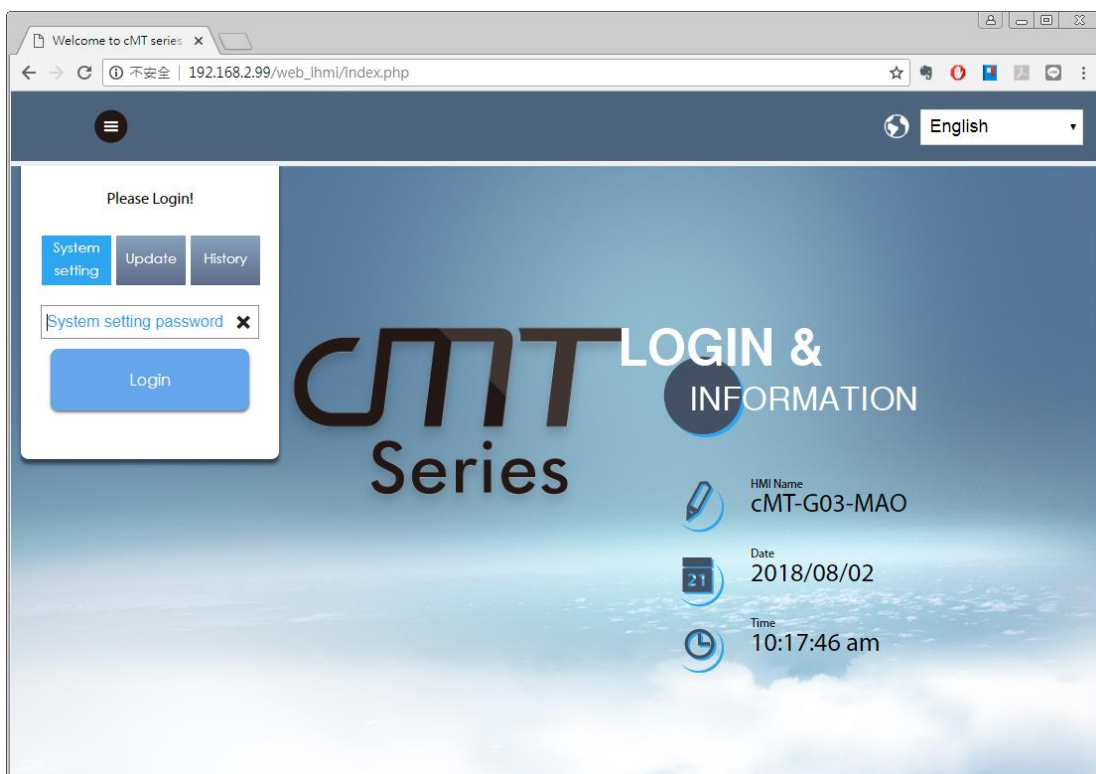 Welcome to cMT series
不安全 | 192.168.2.99/web_ihmi/index.php
English
Please Login!
System setting
Update
History
System setting password
Login
cMT
Series
LOGIN &
INFORMATION
HMI Name
cMT-G03-MAO
21
Date
2018/08/02
Time
10:17:46 am